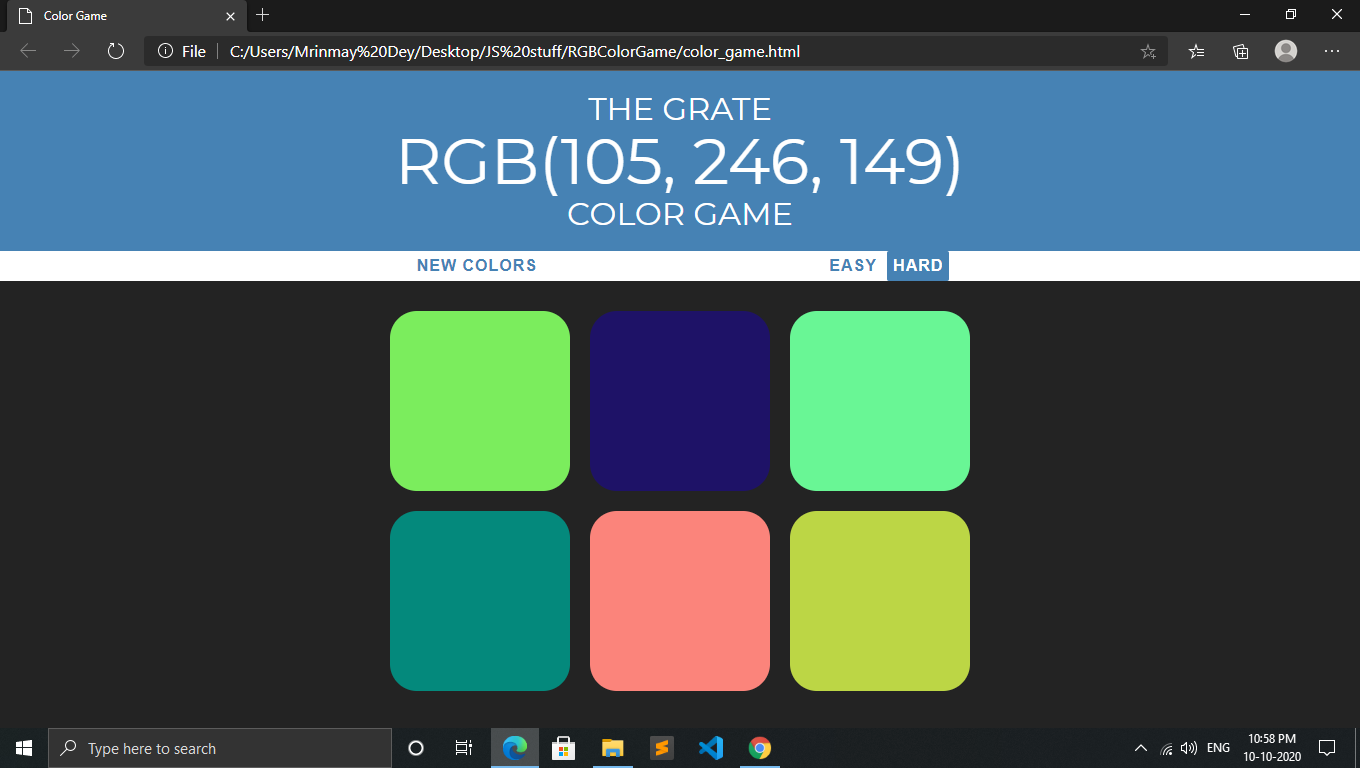 Color Game
File
C:/Users/Mrinmay%20Dey/Desktop/JS%20stuff/RGBColorGame/color_game.html
THE GRATE
RGB(105, 246, 149)
COLOR GAME
NEW COLORS
EASY
HARD
Type here to search
ENG
10:58 PM
10-10-2020